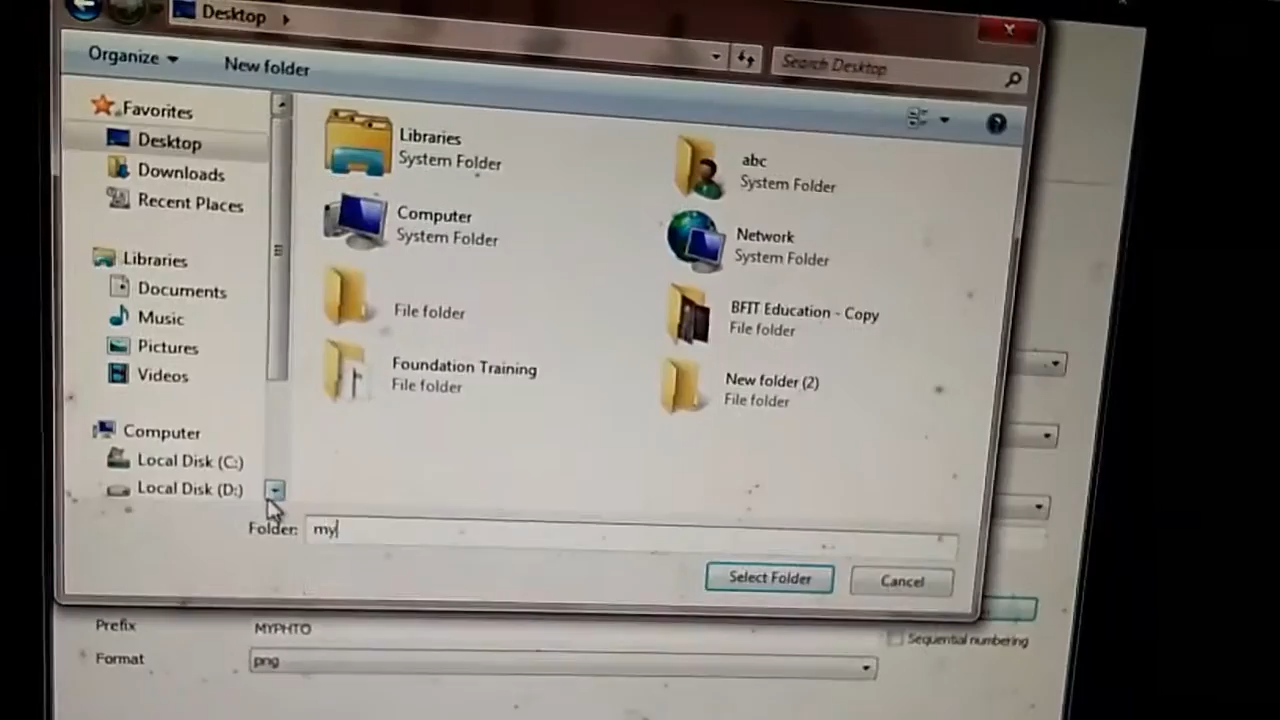 Desktop
Search Desktop
Organize
New folder
Favorites
Desktop
Downloads
Recent Places
Libraries
Documents
Music
Pictures
Videos
Computer
Local Disk (C:)
Local Disk (D:)
Libraries
System Folder
abc
System Folder
Computer
System Folder
Network
System Folder
File folder
BFIT Education - Copy
File folder
Foundation Training
File folder
New folder (2)
File folder
Folder: my
Select Folder
Cancel
Prefix
MYPHTO
Sequential numbering
Format
png